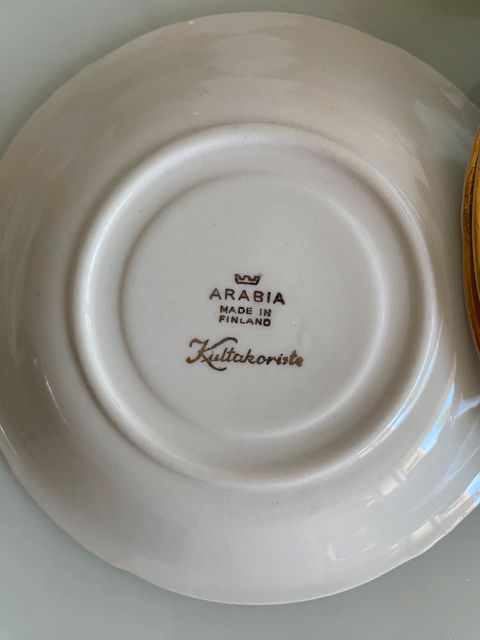 ARABIA
MADE IN
FINLAND
Kultakoriste